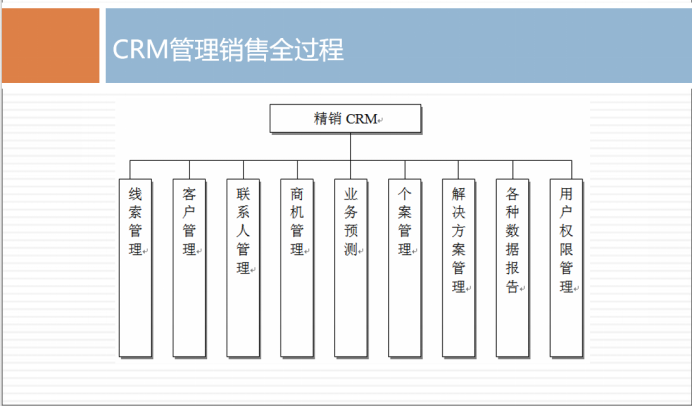 CRM管理销售全过程
精销 CRM
线索管理
客户管理
联系人管理
商机管理
业务预测
个案管理
解决方案管理
各种数据报告
用户权限管理